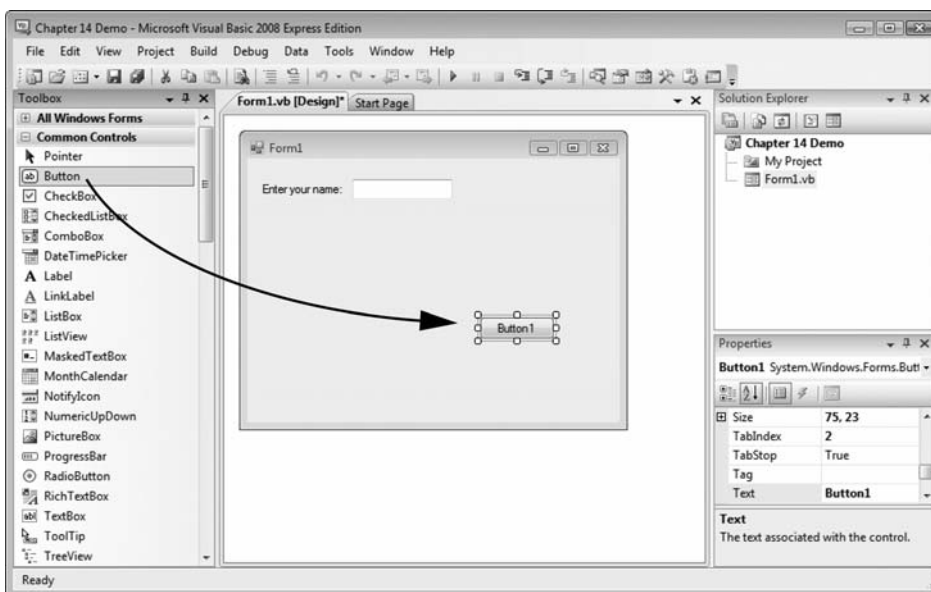 Chapter 14 Demo - Microsoft Visual Basic 2008 Express Edition
File Edit View Project Build Debug Data Tools Window Help
Toolbox
All Windows Forms
Common Controls
Pointer
Button
CheckBox
CheckedListBox
ComboBox
DateTimePicker
Label
LinkLabel
ListBox
ListView
MaskedTextBox
MonthCalendar
NotifyIcon
NumericUpDown
PictureBox
ProgressBar
RadioButton
RichTextBox
TextBox
ToolTip
TreeView
Form1.vb [Design]* Start Page
Form1
Enter your name:
Button1
Solution Explorer
Chapter 14 Demo
My Project
Form1.vb
Properties
Button1 System.Windows.Forms.Butt
Size 75, 23
TabIndex 2
TabStop True
Tag
Text Button1
Text
The text associated with the control.
Ready